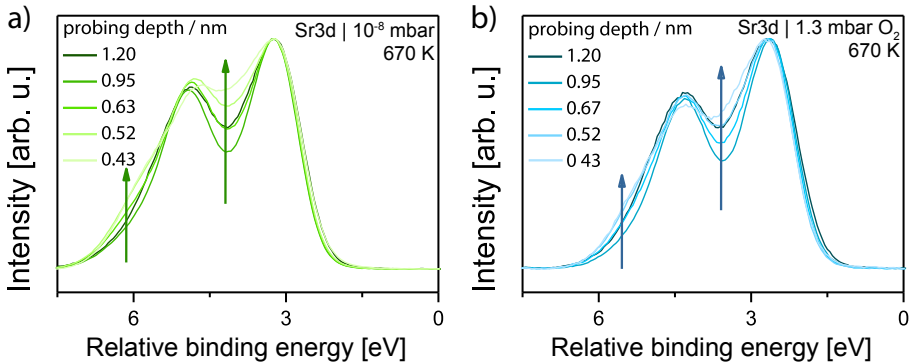 a)
probing depth / nm
1.20
0.95
0.63
0.52
0.43
Sr3d | 10⁻⁸ mbar
670 K
Intensity [arb. u.]
6
3
0
Relative binding energy [eV]
b)
probing depth / nm
1.20
0.95
0.67
0.52
0 43
Sr3d | 1.3 mbar O₂
670 K
Intensity [arb. u.]
6
3
0
Relative binding energy [eV]